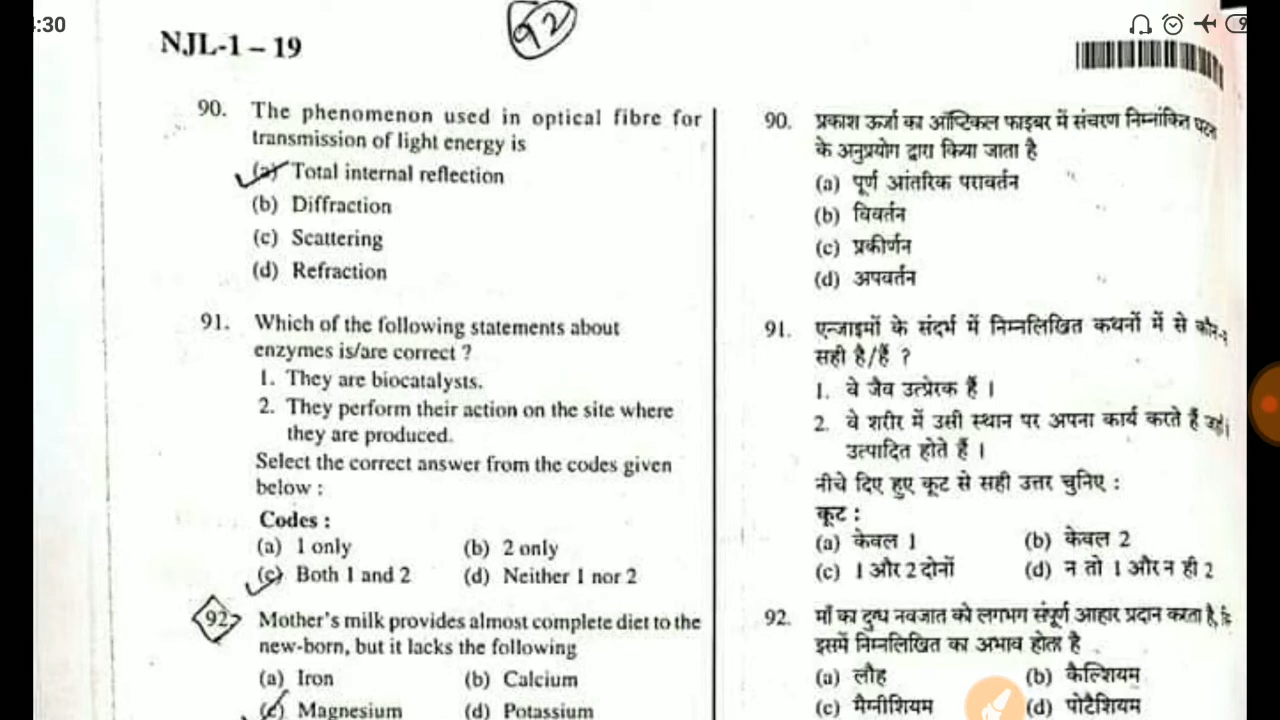 :30
92
NJL-1 – 19
90. The phenomenon used in optical fibre for
transmission of light energy is
(a) Total internal reflection
(b) Diffraction
(c) Scattering
(d) Refraction
91. Which of the following statements about
enzymes is/are correct ?
1. They are biocatalysts.
2. They perform their action on the site where
they are produced.
Select the correct answer from the codes given
below :
Codes :
(a) 1 only (b) 2 only
(c) Both 1 and 2 (d) Neither 1 nor 2
92. Mother's milk provides almost complete diet to the
new-born, but it lacks the following
(a) Iron (b) Calcium
(c) Magnesium (d) Potassium
90. प्रकाश ऊर्जा का ऑप्टिकल फाइबर में संचरण निम्नांकित
के अनुप्रयोग द्वारा किया जाता है
(a) पूर्ण आंतरिक परावर्तन
(b) विवर्तन
(c) प्रकीर्णन
(d) अपवर्तन
91. एन्जाइमों के संदर्भ में निम्नलिखित कथनों में से
सही है/हैं ?
1. वे जैव उत्प्रेरक हैं ।
2. वे शरीर में उसी स्थान पर अपना कार्य करते हैं
उत्पादित होते हैं ।
नीचे दिए हुए कूट से सही उत्तर चुनिए :
कूट :
(a) केवल 1 (b) केवल 2
(c) 1 और 2 दोनों (d) न तो 1 और न ही 2
92. माँ का दुग्ध नवजात को लगभग संपूर्ण आहार प्रदान करता है,
इसमें निम्नलिखित का अभाव होता है
(a) लौह (b) कैल्शियम
(c) मैग्नीशियम (d) पोटैशियम